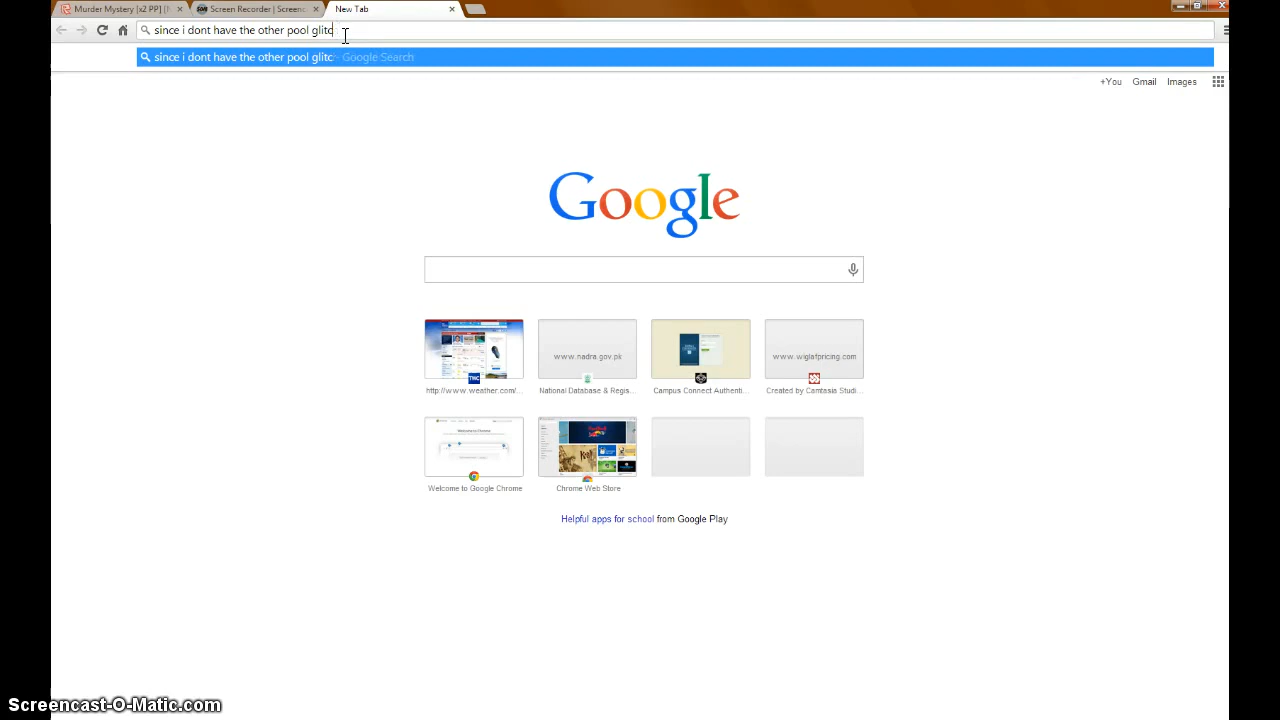 Murder Mystery [x2 PP] [
Screen Recorder | Screenc
New Tab
since i dont have the other pool glitc
since i dont have the other pool glitc - Google Search
+You Gmail Images
Google
www.nadra.gov.pk
www.wiglafpricing.com
TWC
http://www.weather.com/...
National Database & Regis...
Campus Connect Authenti...
Created by Camtasia Studi...
Welcome to Google Chrome
Chrome Web Store
Helpful apps for school from Google Play
Screencast-O-Matic.com